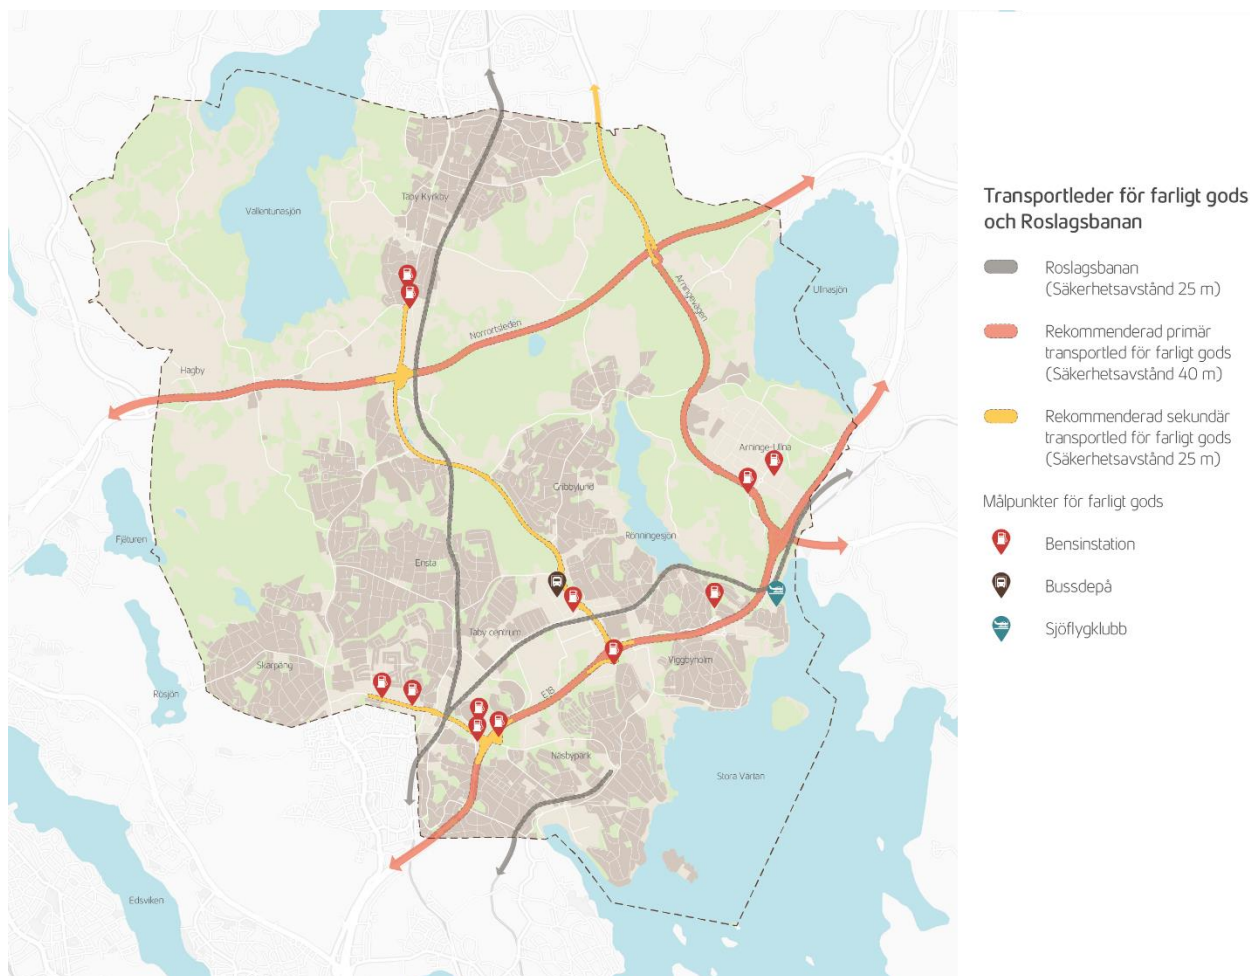 Täby Kyrkby
Vallentunasjön
Ullnasjön
Arningevägen
Norrortsleden
Hagby
Arninge-Ullna
Gribbylund
Rönningesjön
Fjäturen
Ensta
Täby centrum
Skarpäng
Viggbyholm
Rösjön
E18
Näsbypark
Stora Värtan
Edsviken
Transportleder för farligt gods
och Roslagsbanan
Roslagsbanan
(Säkerhetsavstånd 25 m)
Rekommenderad primär
transportled för farligt gods
(Säkerhetsavstånd 40 m)
Rekommenderad sekundär
transportled för farligt gods
(Säkerhetsavstånd 25 m)
Målpunkter för farligt gods
Bensinstation
Bussdepå
Sjöflygklubb